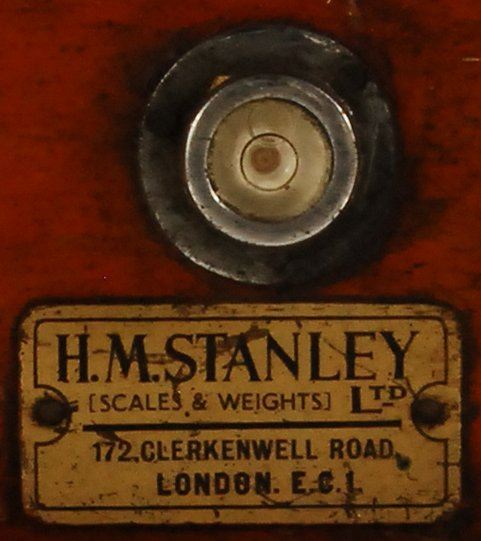 H.M.STANLEY
[SCALES & WEIGHTS] LTD
172,CLERKENWELL ROAD,
LONDON. E.C.1.